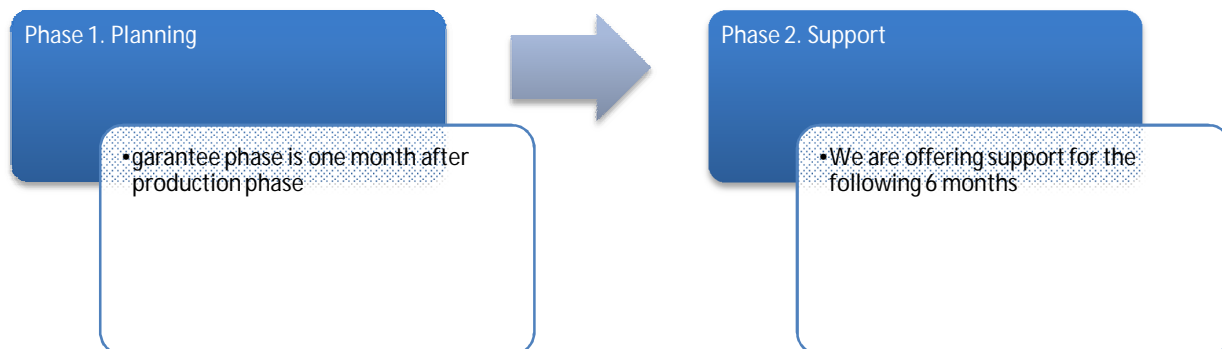 Phase 1. Planning
•garantee phase is one month after
production phase
Phase 2. Support
•We are offering support for the
following 6 months